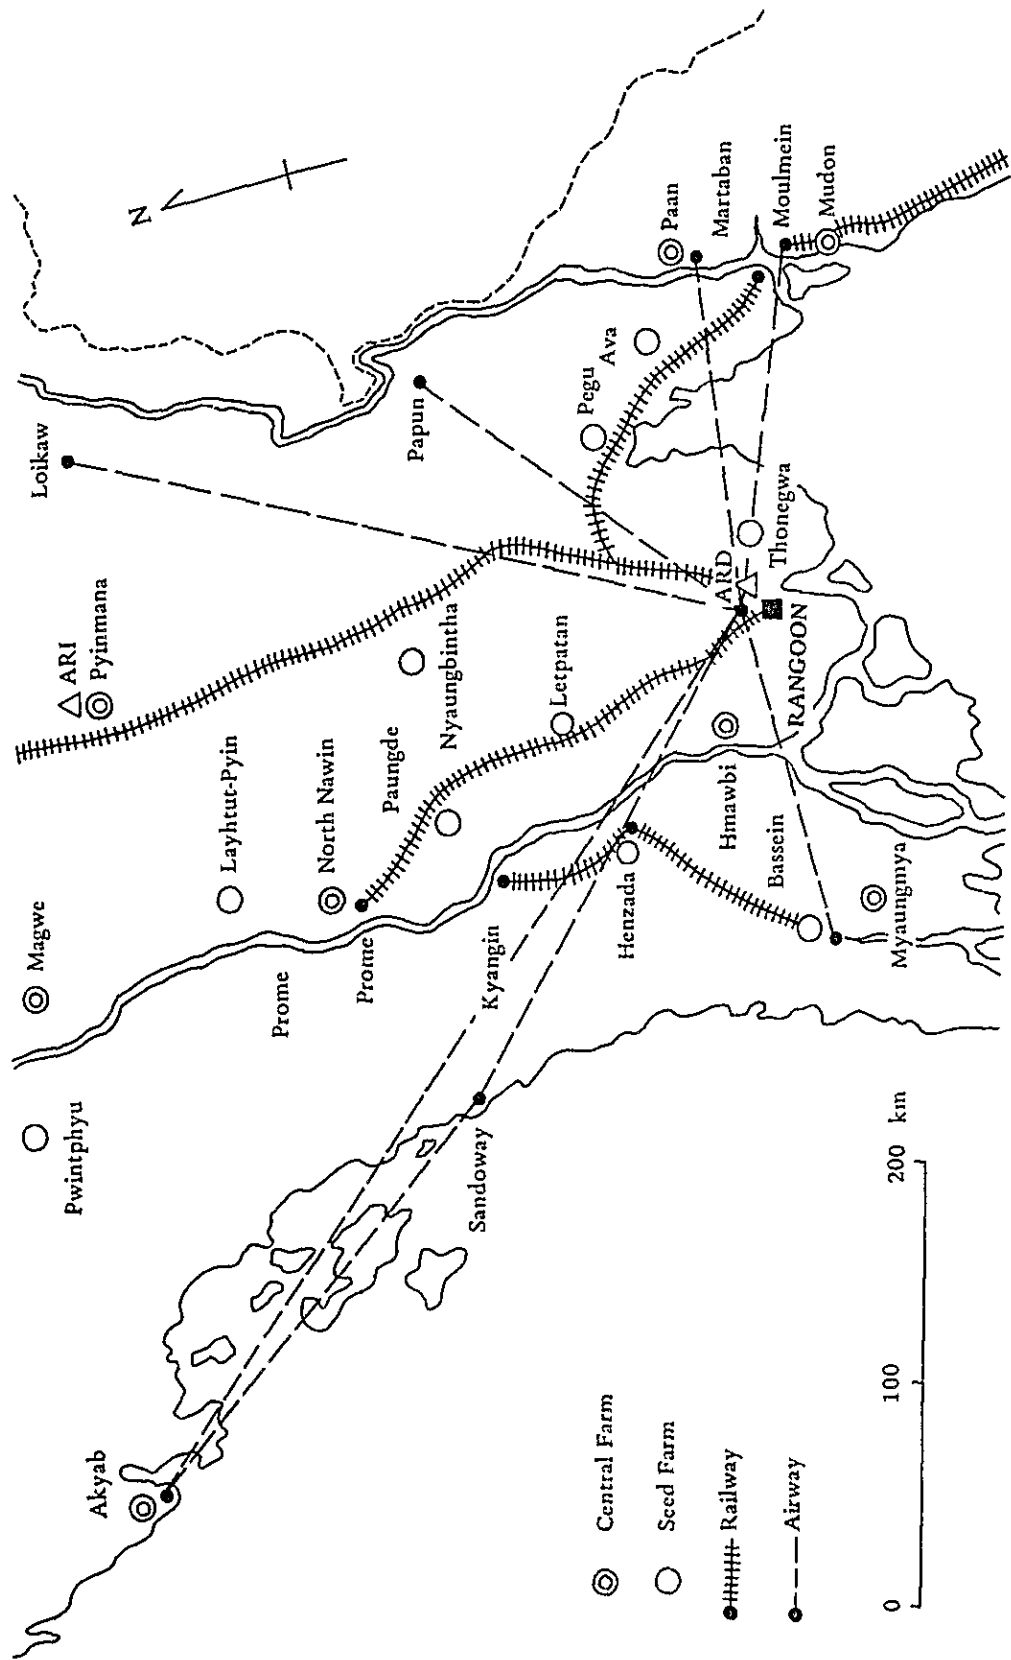 N
Loikaw
ARI
Pyinmana
Magwe
Layhtut-Pyin
Pwintphyu
Akyab
North Nawin
Prome
Paungde
Nyaungbintha
Papun
Prome
Kyangin
Letpatan
Pegu
Ava
Paan
Martaban
Moulmein
Mudon
Sandoway
Henzada
Hmawbi
Bassein
ARD
Thonegwa
RANGOON
Myaungmya
Central Farm
Seed Farm
Railway
Airway
0 100 200 km